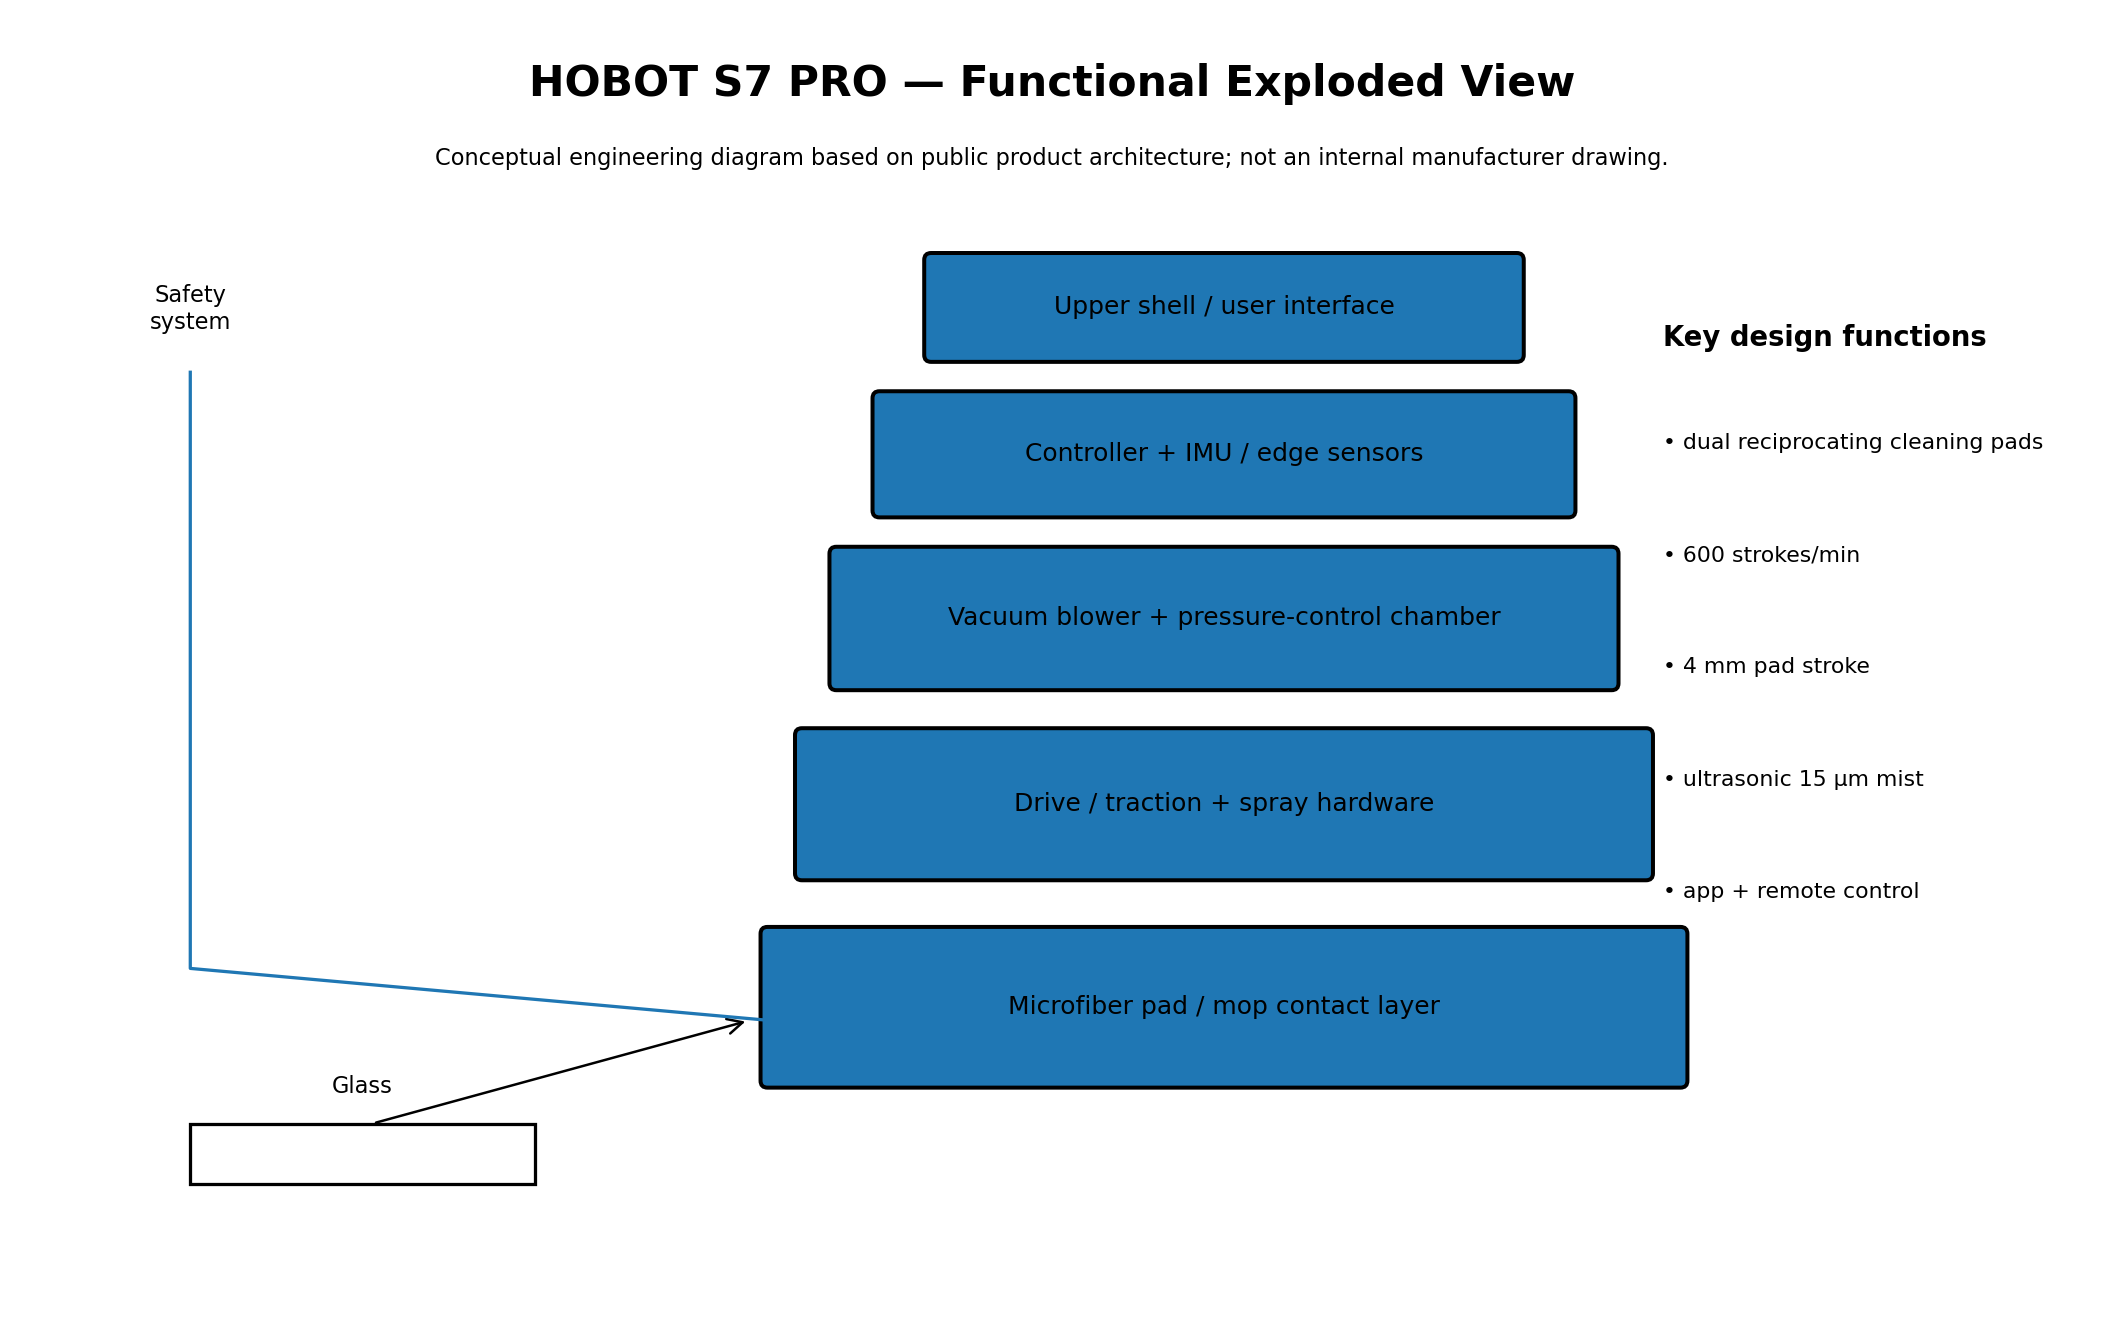 HOBOT S7 PRO — Functional Exploded View
Conceptual engineering diagram based on public product architecture; not an internal manufacturer drawing.
Safety
system
Upper shell / user interface
Controller + IMU / edge sensors
Vacuum blower + pressure-control chamber
Drive / traction + spray hardware
Microfiber pad / mop contact layer
Glass
Key design functions
• dual reciprocating cleaning pads
• 600 strokes/min
• 4 mm pad stroke
• ultrasonic 15 µm mist
• app + remote control